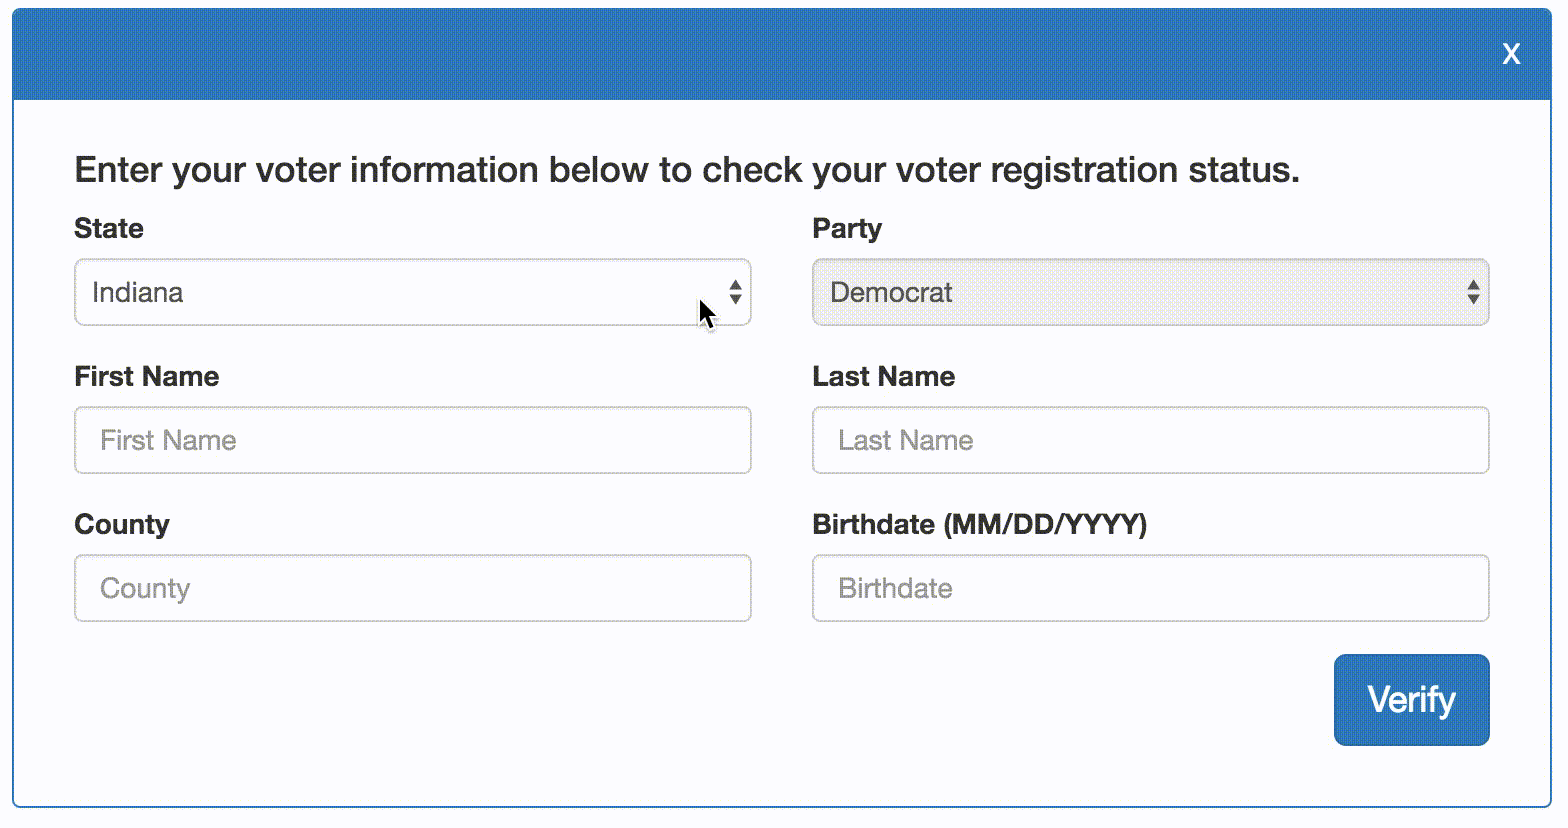 X
Enter your voter information below to check your voter registration status.
State
Party
Indiana
Democrat
First Name
Last Name
First Name
Last Name
County
Birthdate (MM/DD/YYYY)
County
Birthdate
Verify